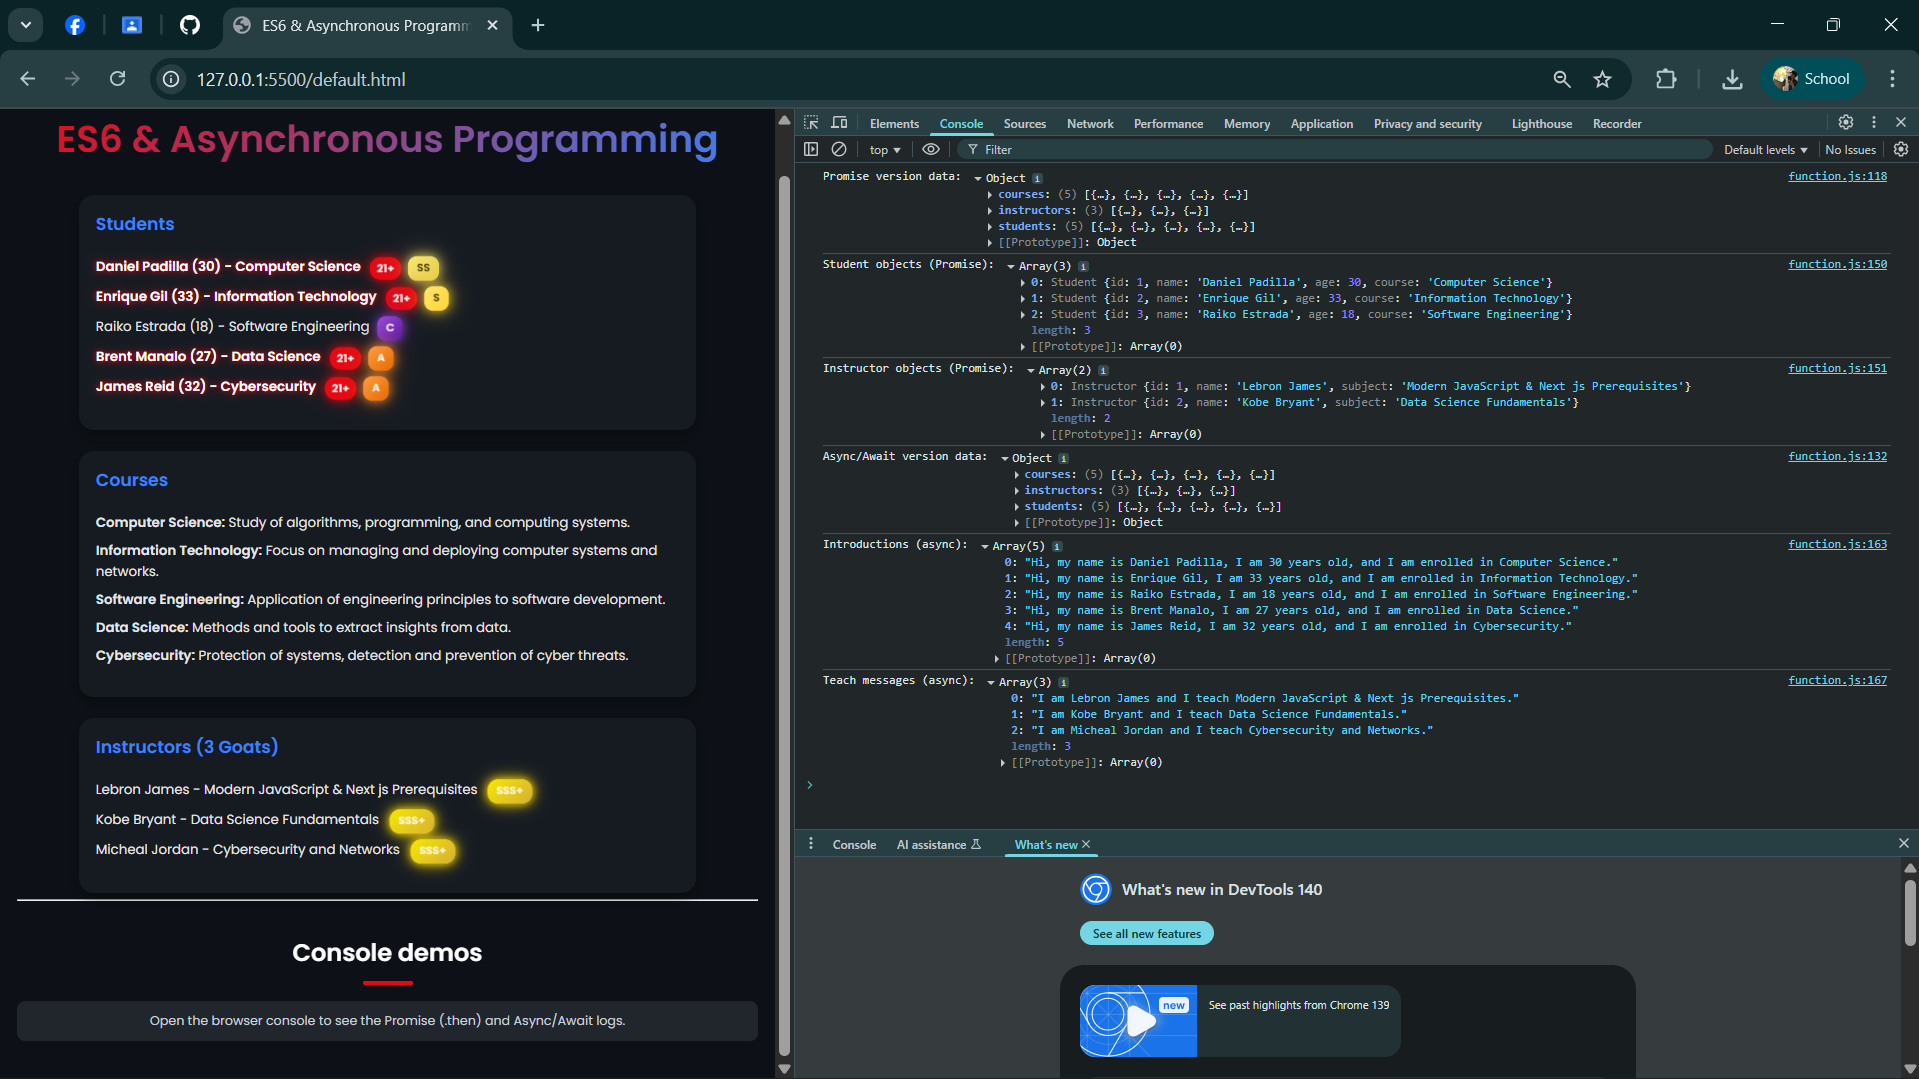 ES6 & Asynchronous Programm
127.0.0.1:5500/default.html
School
ES6 & Asynchronous Programming
Students
Daniel Padilla (30) - Computer Science 21+ SS
Enrique Gil (33) - Information Technology 21+ S
Raiko Estrada (18) - Software Engineering C
Brent Manalo (27) - Data Science 21+ A
James Reid (32) - Cybersecurity 21+ A
Courses
Computer Science: Study of algorithms, programming, and computing systems.
Information Technology: Focus on managing and deploying computer systems and
networks.
Software Engineering: Application of engineering principles to software development.
Data Science: Methods and tools to extract insights from data.
Cybersecurity: Protection of systems, detection and prevention of cyber threats.
Instructors (3 Goats)
Lebron James - Modern JavaScript & Next js Prerequisites SSS+
Kobe Bryant - Data Science Fundamentals SSS+
Micheal Jordan - Cybersecurity and Networks SSS+
Console demos
Open the browser console to see the Promise (.then) and Async/Await logs.
Elements Console Sources Network Performance Memory Application Privacy and security Lighthouse Recorder
top Filter Default levels No Issues
Promise version data: Object function.js:118
courses: (5) [{…}, {…}, {…}, {…}, {…}]
instructors: (3) [{…}, {…}, {…}]
students: (5) [{…}, {…}, {…}, {…}, {…}]
[[Prototype]]: Object
Student objects (Promise): Array(3) function.js:150
0: Student {id: 1, name: 'Daniel Padilla', age: 30, course: 'Computer Science'}
1: Student {id: 2, name: 'Enrique Gil', age: 33, course: 'Information Technology'}
2: Student {id: 3, name: 'Raiko Estrada', age: 18, course: 'Software Engineering'}
length: 3
[[Prototype]]: Array(0)
Instructor objects (Promise): Array(2) function.js:151
0: Instructor {id: 1, name: 'Lebron James', subject: 'Modern JavaScript & Next js Prerequisites'}
1: Instructor {id: 2, name: 'Kobe Bryant', subject: 'Data Science Fundamentals'}
length: 2
[[Prototype]]: Array(0)
Async/Await version data: Object function.js:132
courses: (5) [{…}, {…}, {…}, {…}, {…}]
instructors: (3) [{…}, {…}, {…}]
students: (5) [{…}, {…}, {…}, {…}, {…}]
[[Prototype]]: Object
Introductions (async): Array(5) function.js:163
0: "Hi, my name is Daniel Padilla, I am 30 years old, and I am enrolled in Computer Science."
1: "Hi, my name is Enrique Gil, I am 33 years old, and I am enrolled in Information Technology."
2: "Hi, my name is Raiko Estrada, I am 18 years old, and I am enrolled in Software Engineering."
3: "Hi, my name is Brent Manalo, I am 27 years old, and I am enrolled in Data Science."
4: "Hi, my name is James Reid, I am 32 years old, and I am enrolled in Cybersecurity."
length: 5
[[Prototype]]: Array(0)
Teach messages (async): Array(3) function.js:167
0: "I am Lebron James and I teach Modern JavaScript & Next js Prerequisites."
1: "I am Kobe Bryant and I teach Data Science Fundamentals."
2: "I am Micheal Jordan and I teach Cybersecurity and Networks."
length: 3
[[Prototype]]: Array(0)
Console AI assistance What's new
What's new in DevTools 140
See all new features
new
See past highlights from Chrome 139